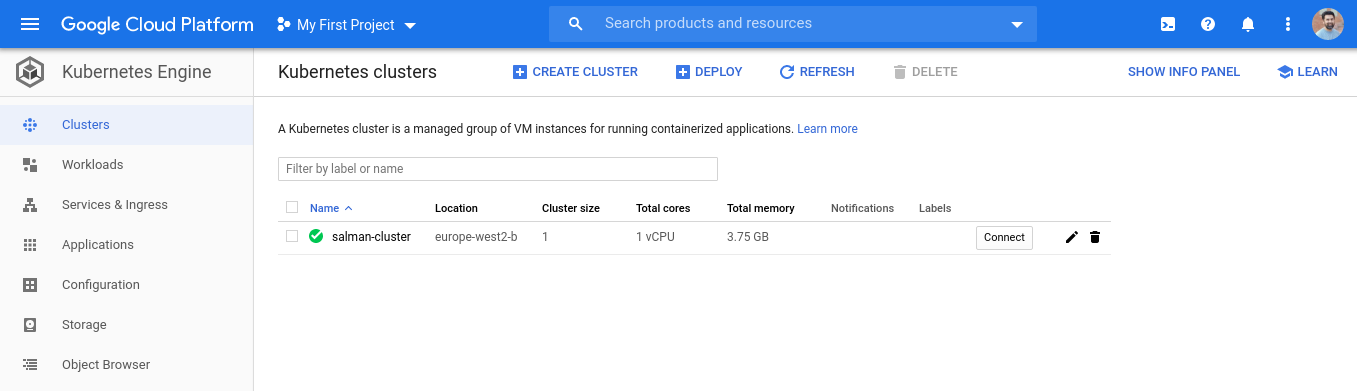 Google Cloud Platform My First Project Search products and resources
Kubernetes Engine
Clusters
Workloads
Services & Ingress
Applications
Configuration
Storage
Object Browser
Kubernetes clusters CREATE CLUSTER DEPLOY REFRESH DELETE SHOW INFO PANEL LEARN
A Kubernetes cluster is a managed group of VM instances for running containerized applications. Learn more
Filter by label or name
Name Location Cluster size Total cores Total memory Notifications Labels
salman-cluster europe-west2-b 1 1 vCPU 3.75 GB Connect